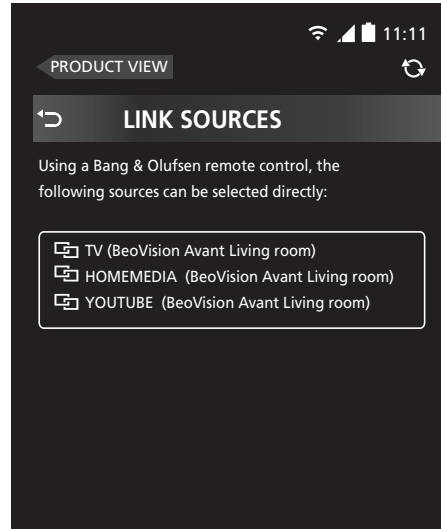 11:11
PRODUCT VIEW
LINK SOURCES
Using a Bang & Olufsen remote control, the
following sources can be selected directly:
TV (BeoVision Avant Living room)
HOMEMEDIA (BeoVision Avant Living room)
YOUTUBE (BeoVision Avant Living room)